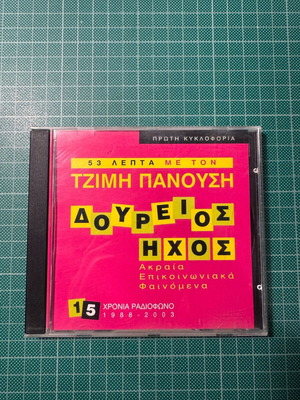 ΠΡΩΤΗ ΚΥΚΛΟΦΟΡΙΑ
53 ΛΕΠΤΑ ΜΕ ΤΟΝ
ΤΖΙΜΗ ΠΑΝΟΥΣΗ
ΔΟΥΡΕΙΟΣ
ΗΧΟΣ
Ακραία
Επικοινωνιακά
Φαινόμενα
15 ΧΡΟΝΙΑ ΡΑΔΙΟΦΩΝΟ
1988-2003